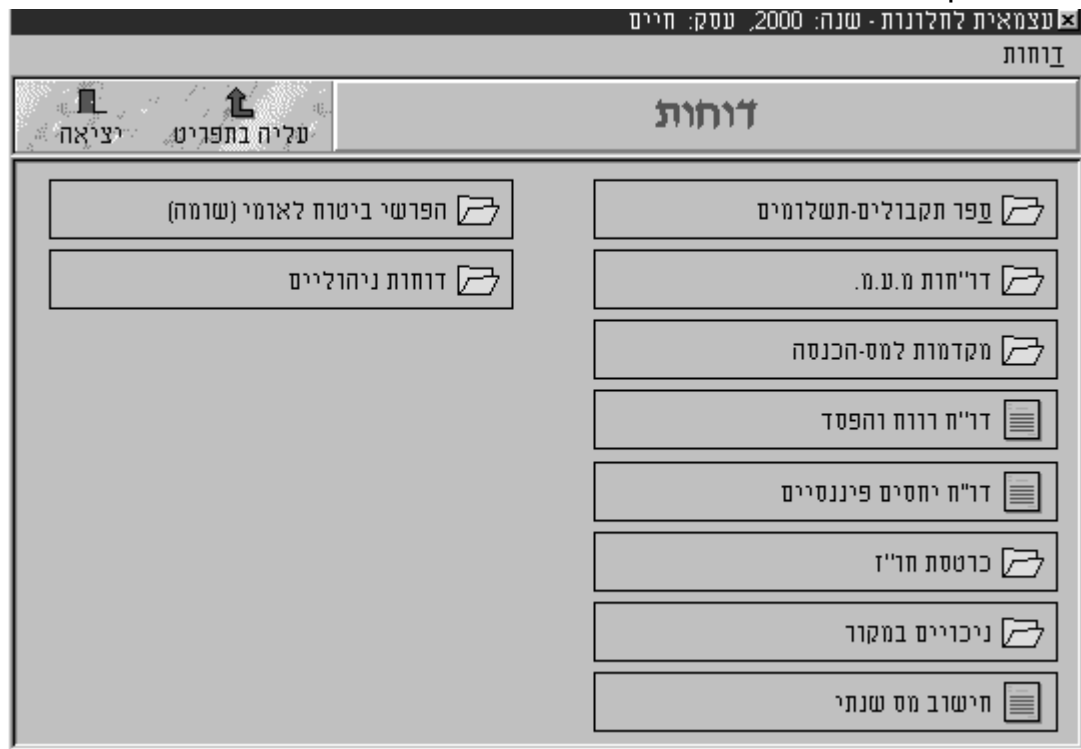 עצמאית לחלונות - שנה: 2000, עסק: חיים
דוחות
דוחות
עליה בתפריט
יציאה
ספר תקבולים-תשלומים
דו''חות מ.ע.מ.
מקדמות למס-הכנסה
דו''ח רווח והפסד
דו"ח יחסים פיננסיים
כרטסת חו''ז
ניכויים במקור
חישוב מס שנתי
הפרשי ביטוח לאומי (שומה)
דוחות ניהוליים